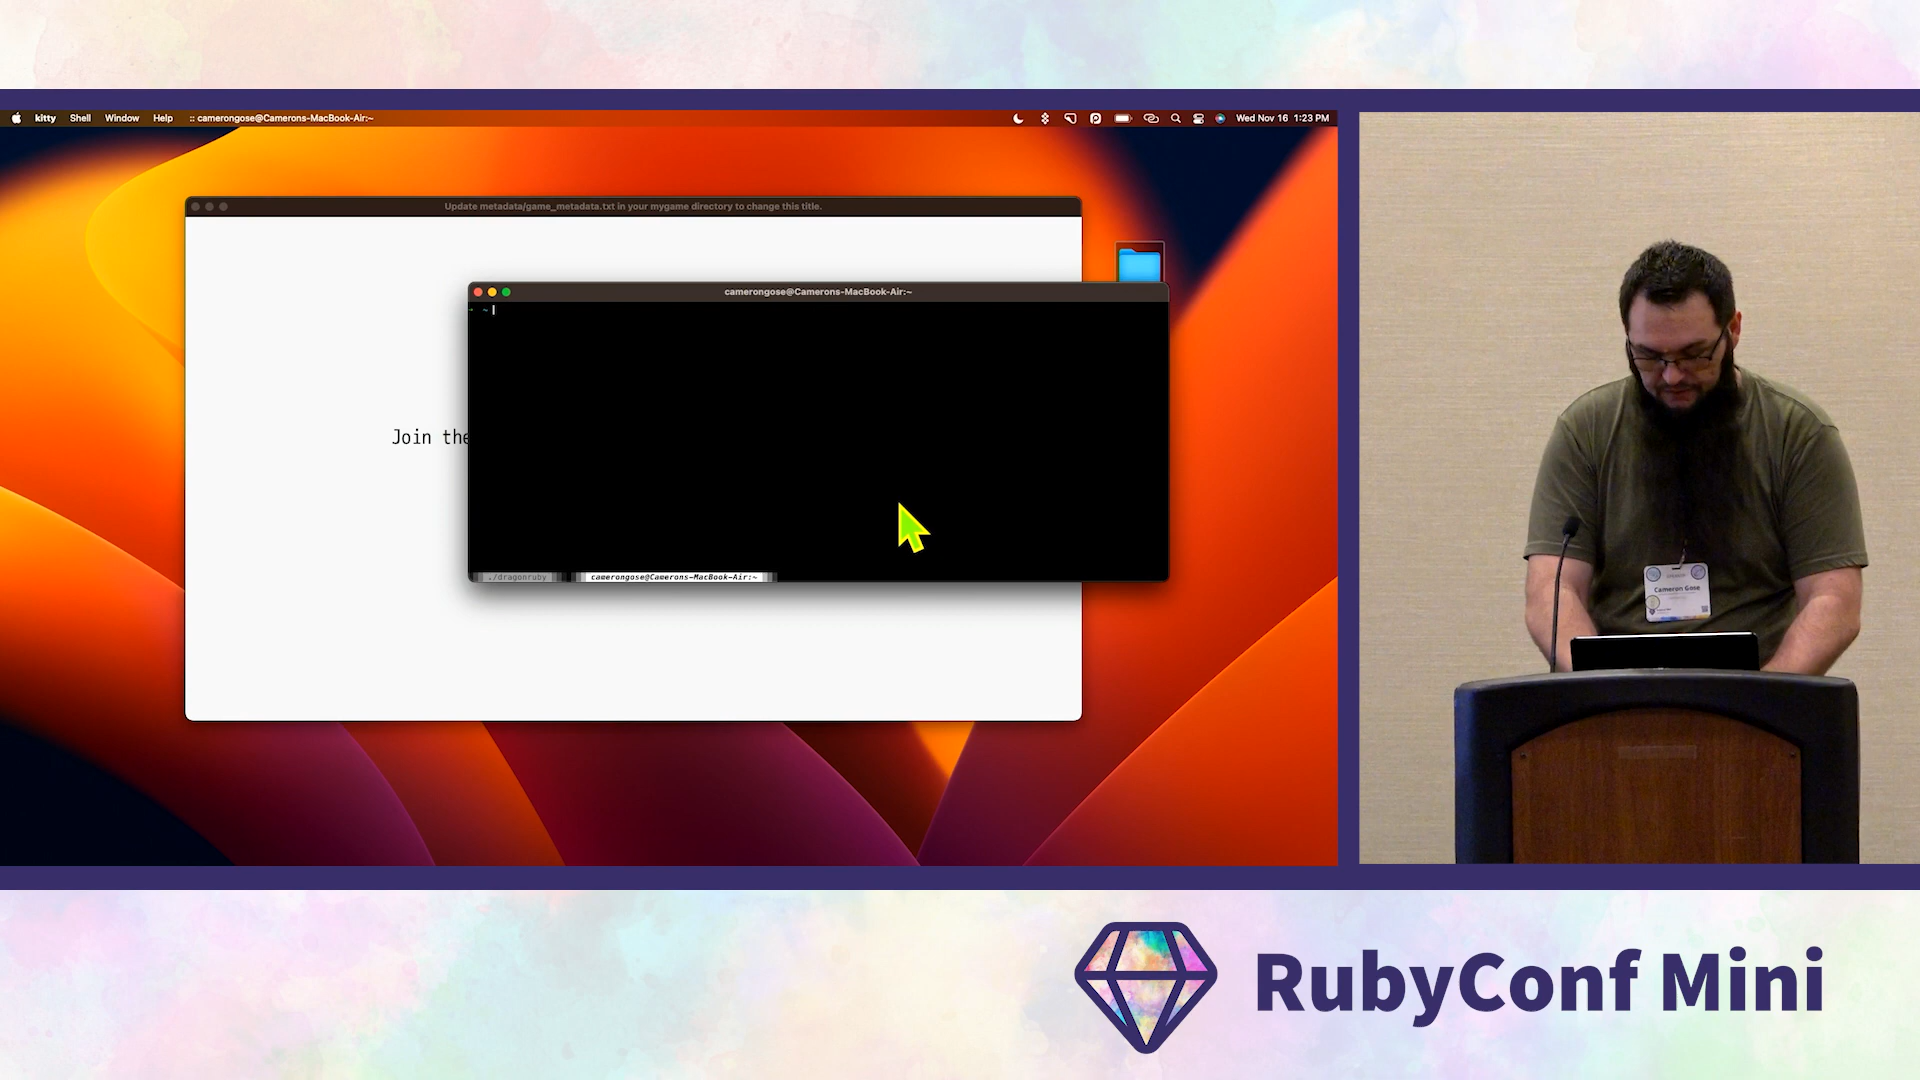 kitty Shell Window Help :: camerongose@Camerons-MacBook-Air:~ Wed Nov 16 1:23 PM
Update metadata/game_metadata.txt in your mygame directory to change this title.
camerongose@Camerons-MacBook-Air:~
~
Join the
./dragonruby camerongose@Camerons-MacBook-Air:~
Cameron Gose
RubyConf Mini